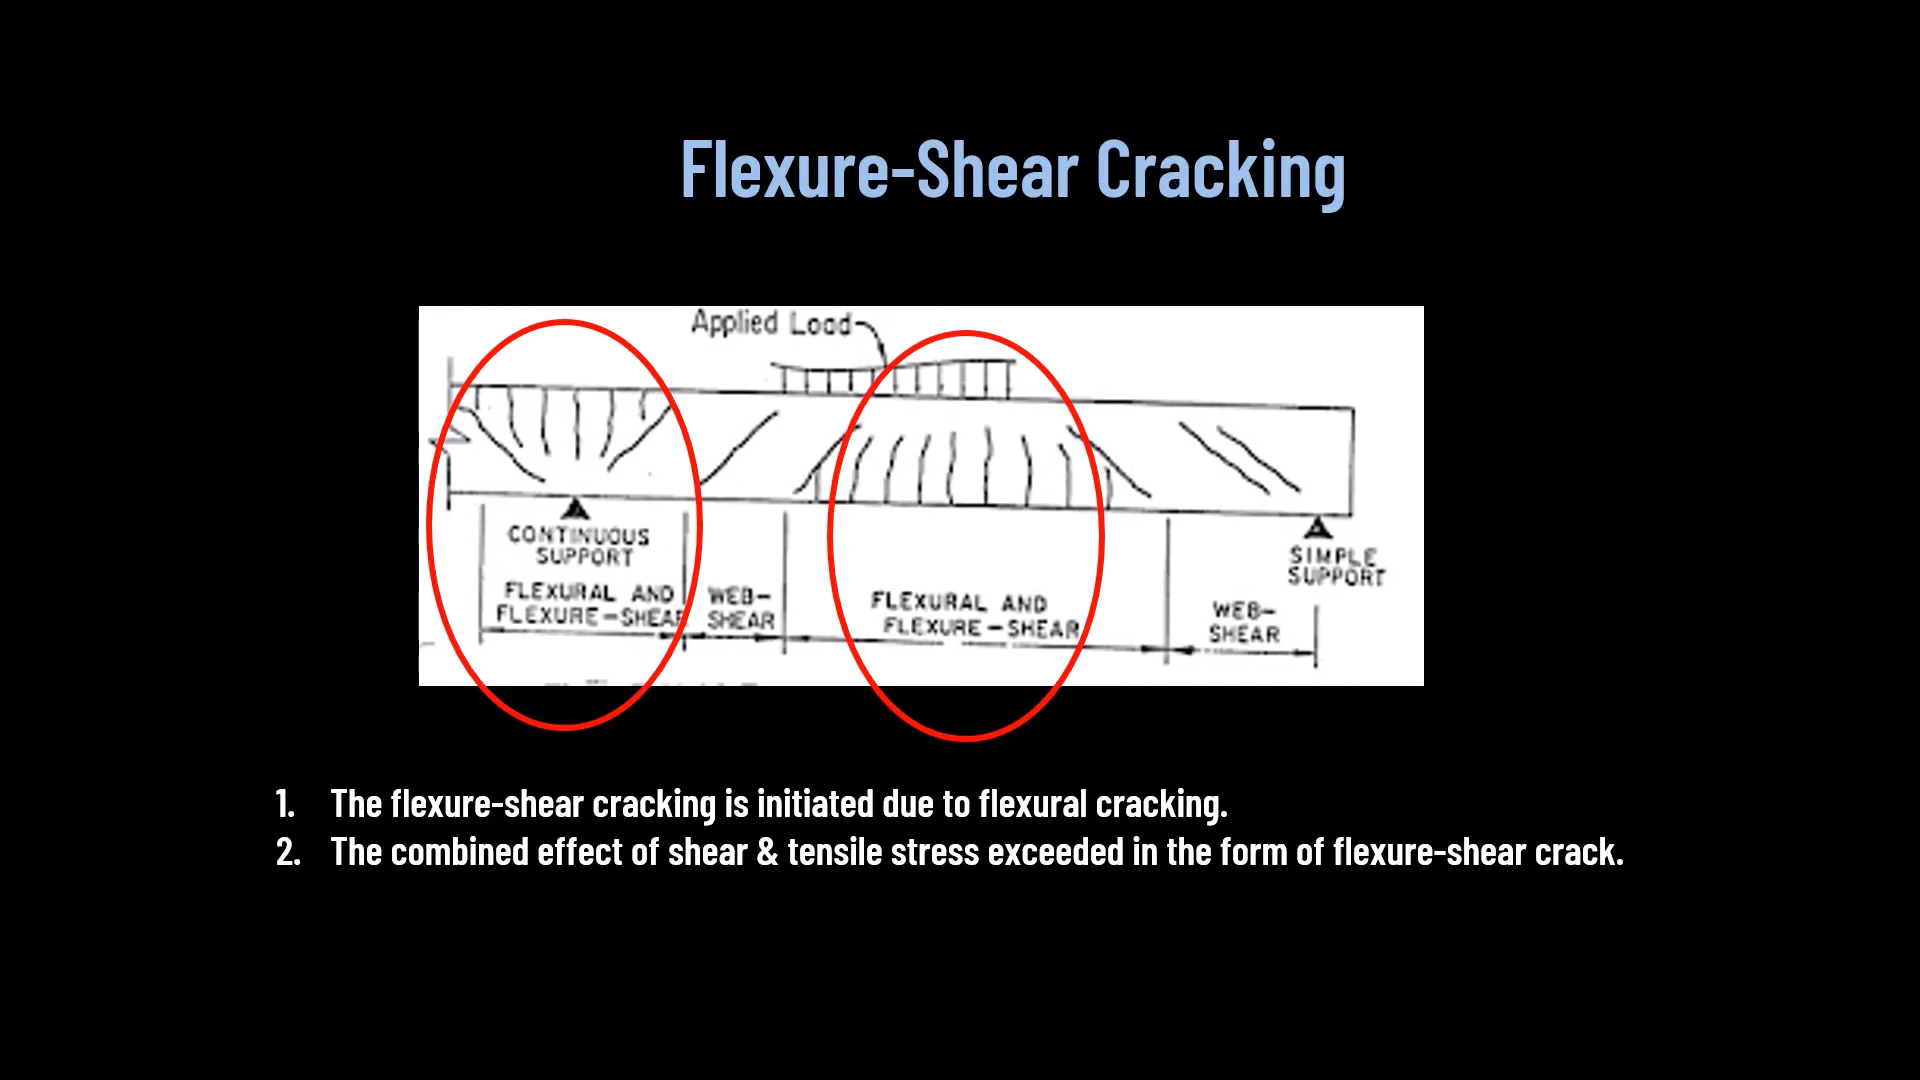 Flexure-Shear Cracking
Applied Load
CONTINUOUS
SUPPORT
FLEXURAL AND
FLEXURE-SHEAR
WEB-
SHEAR
FLEXURAL AND
FLEXURE-SHEAR
SIMPLE
SUPPORT
WEB-
SHEAR
1. The flexure-shear cracking is initiated due to flexural cracking.
2. The combined effect of shear & tensile stress exceeded in the form of flexure-shear crack.